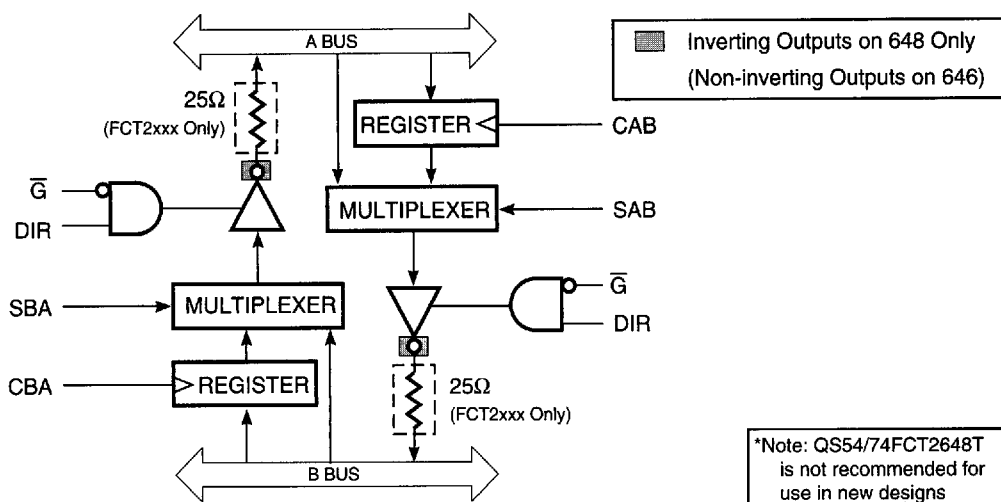 A BUS
Inverting Outputs on 648 Only
(Non-inverting Outputs on 646)
25Ω
(FCT2xxx Only)
REGISTER
CAB
G̅
DIR
MULTIPLEXER
SAB
SBA
MULTIPLEXER
G̅
DIR
CBA
REGISTER
25Ω
(FCT2xxx Only)
B BUS
*Note: QS54/74FCT2648T
is not recommended for
use in new designs